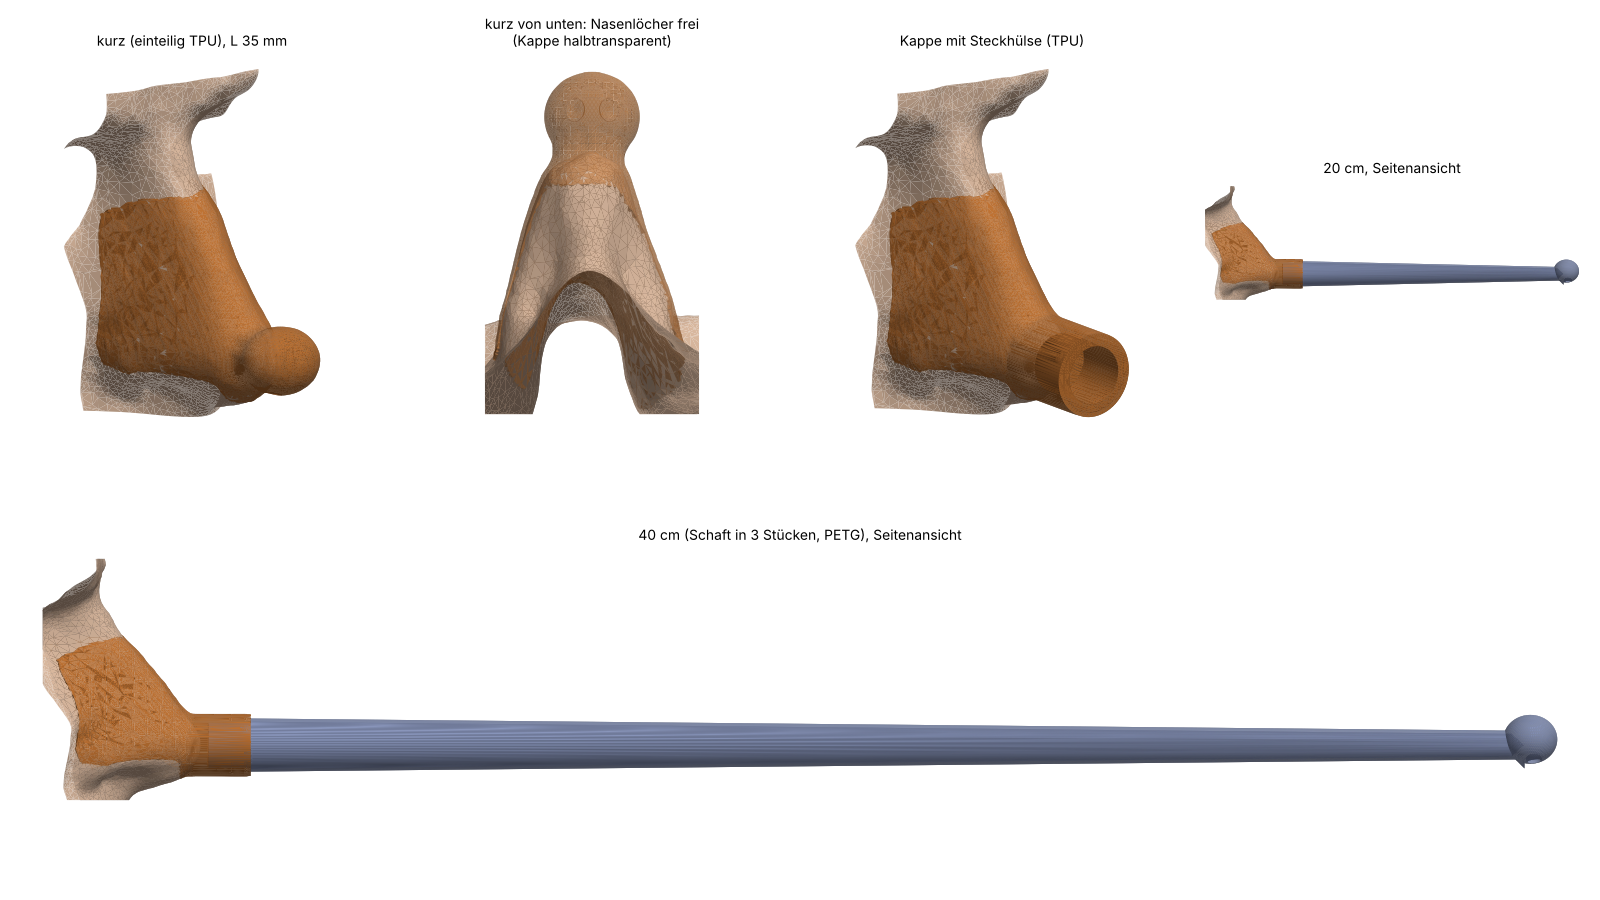 kurz (einteilig TPU), L 35 mm
kurz von unten: Nasenlöcher frei
(Kappe halbtransparent)
Kappe mit Steckhülse (TPU)
20 cm, Seitenansicht
40 cm (Schaft in 3 Stücken, PETG), Seitenansicht